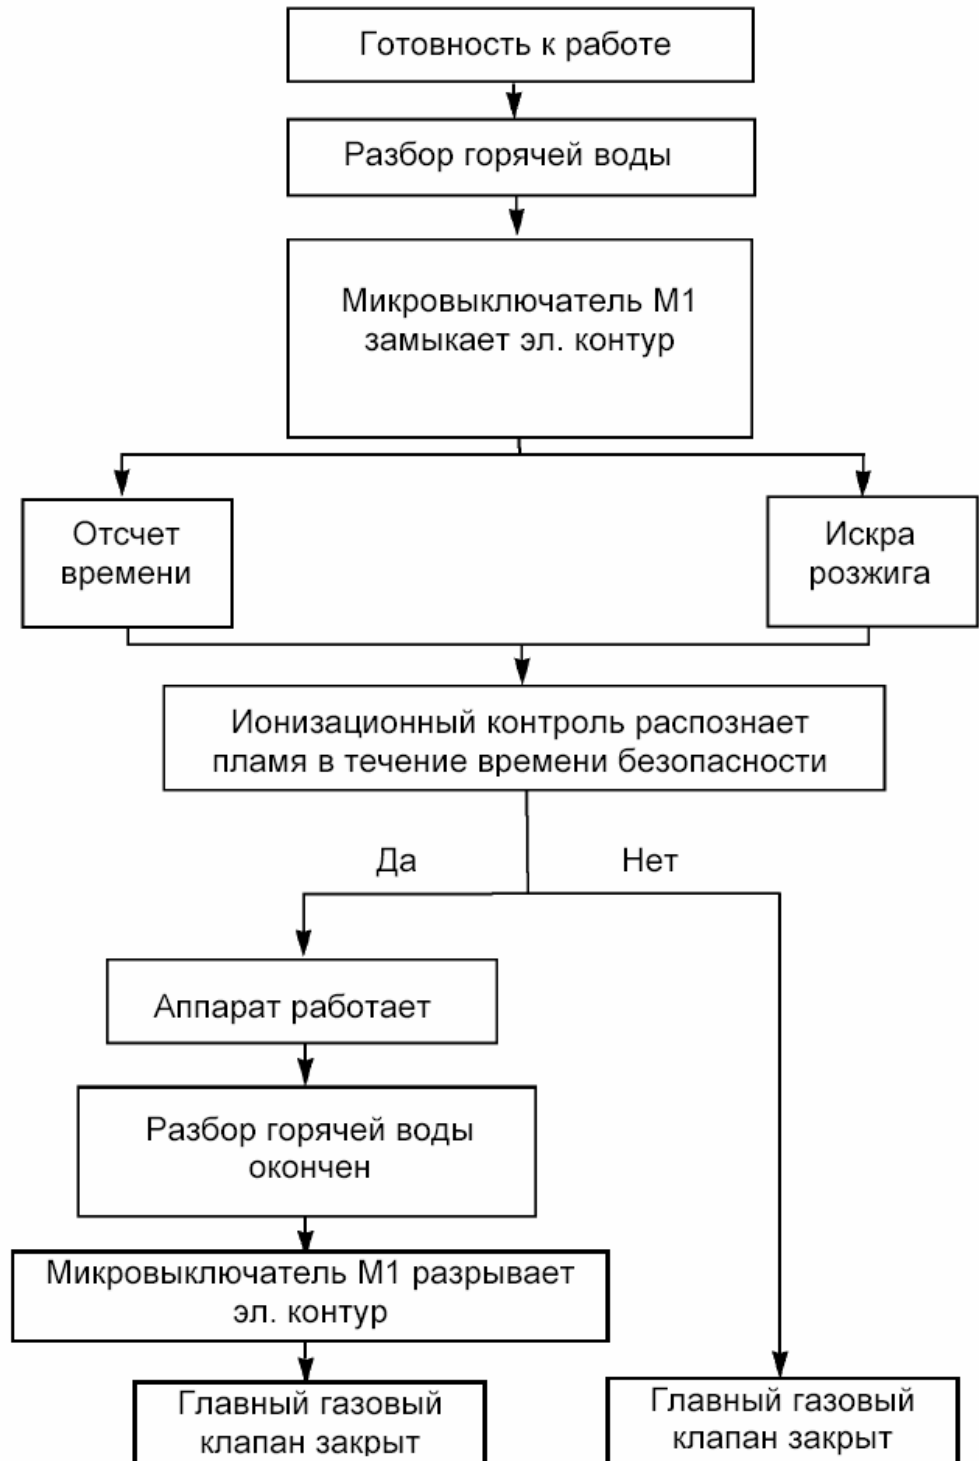 Готовность к работе
Разбор горячей воды
Микровыключатель М1
замыкает эл. контур
Отсчет
времени
Искра
розжига
Ионизационный контроль распознает
пламя в течение времени безопасности
Да
Нет
Аппарат работает
Разбор горячей воды
окончен
Микровыключатель М1 разрывает
эл. контур
Главный газовый
клапан закрыт
Главный газовый
клапан закрыт